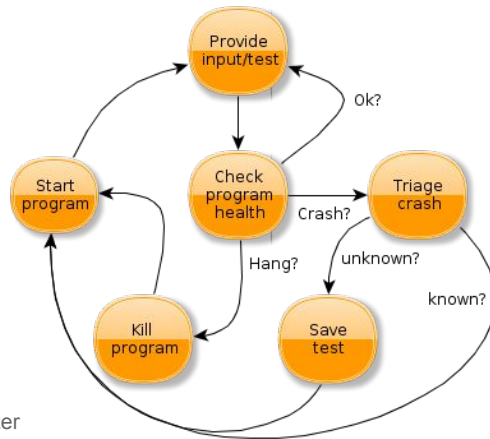 Provide
input/test
Ok?
Start
program
Check
program
health
Crash?
Triage
crash
Hang?
unknown?
known?
Kill
program
Save
test